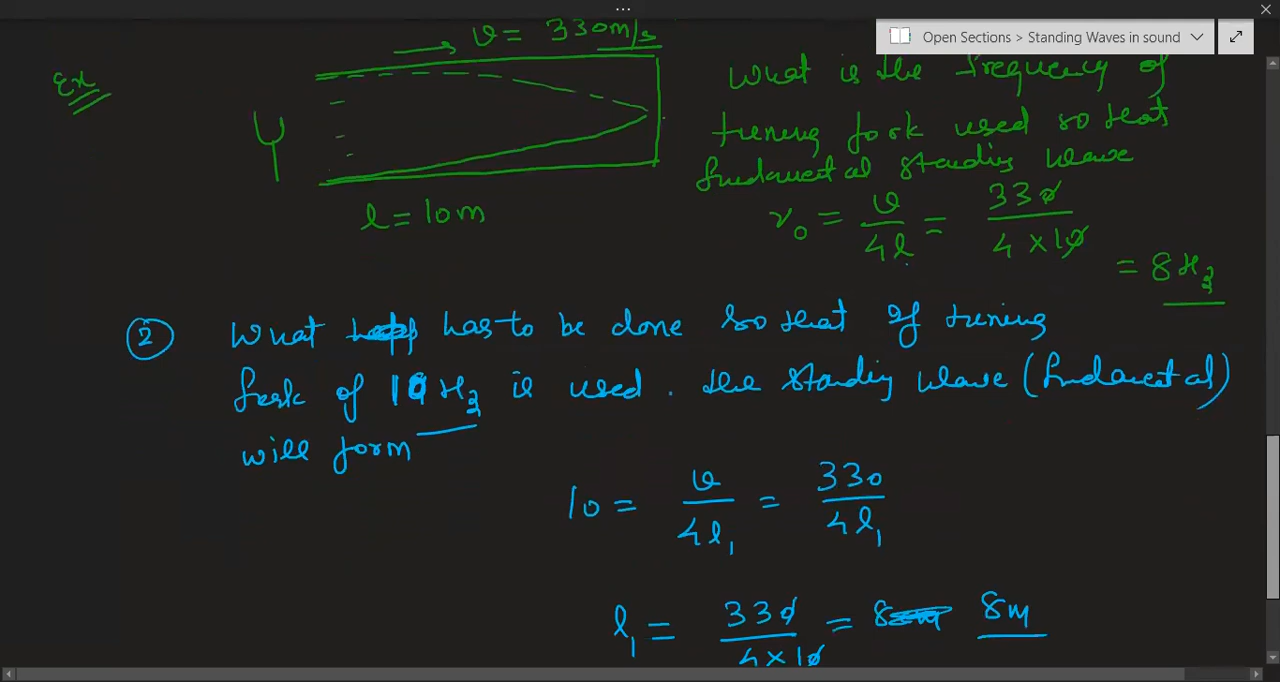 Open Sections > Standing Waves in sound
Ex
v = 330m/s
l = 10m
What is the frequency of
tuning fork used so that
fundamental standing wave
ν₀ = v/4l = 330/4×10
= 8Hz
② What has to be done so that if tuning
fork of 10Hz is used. the standing wave (fundamental)
will form
10 = v/4l₁ = 330/4l₁
l₁ = 330/4×10 = 8m